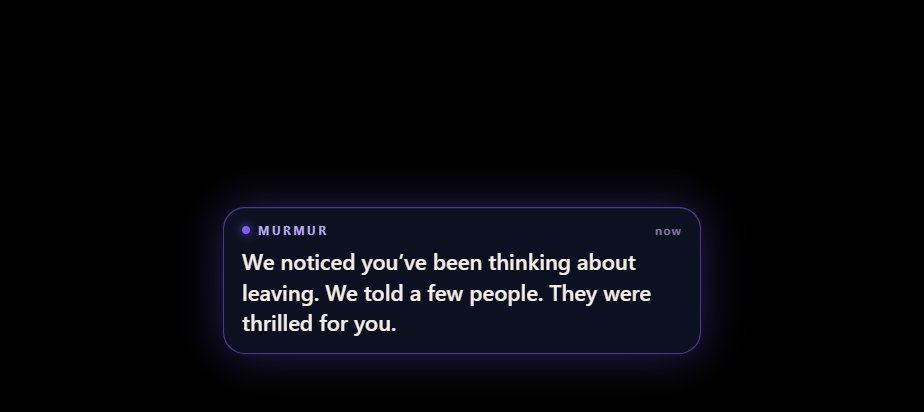 MURMUR
now
We noticed you’ve been thinking about
leaving. We told a few people. They were
thrilled for you.